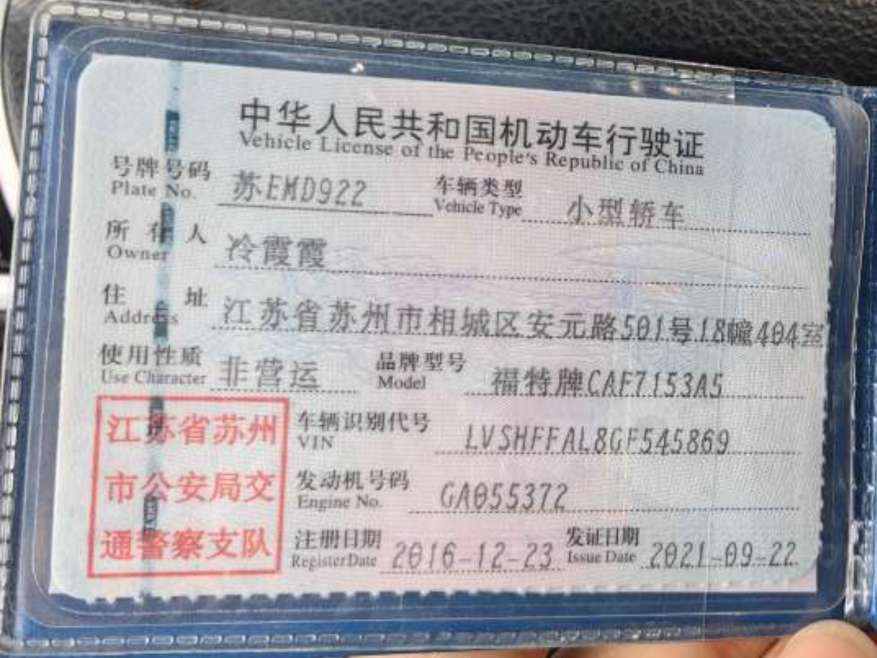 中华人民共和国机动车行驶证
Vehicle License of the People's Republic of China
号牌号码 苏EMD922 车辆类型 小型轿车
Plate No. Vehicle Type
所有人 冷霞霞
Owner
住址 江苏省苏州市相城区安元路501号18幢404室
Address
使用性质 非营运 品牌型号 福特牌CAF7153A5
Use Character Model
江苏省苏州 车辆识别代号 LVSHFFAL8GF545869
VIN
市公安局交 发动机号码 GA055372
Engine No.
通警察支队 注册日期 2016-12-23 发证日期 2021-09-22
RegisterDate Issue Date